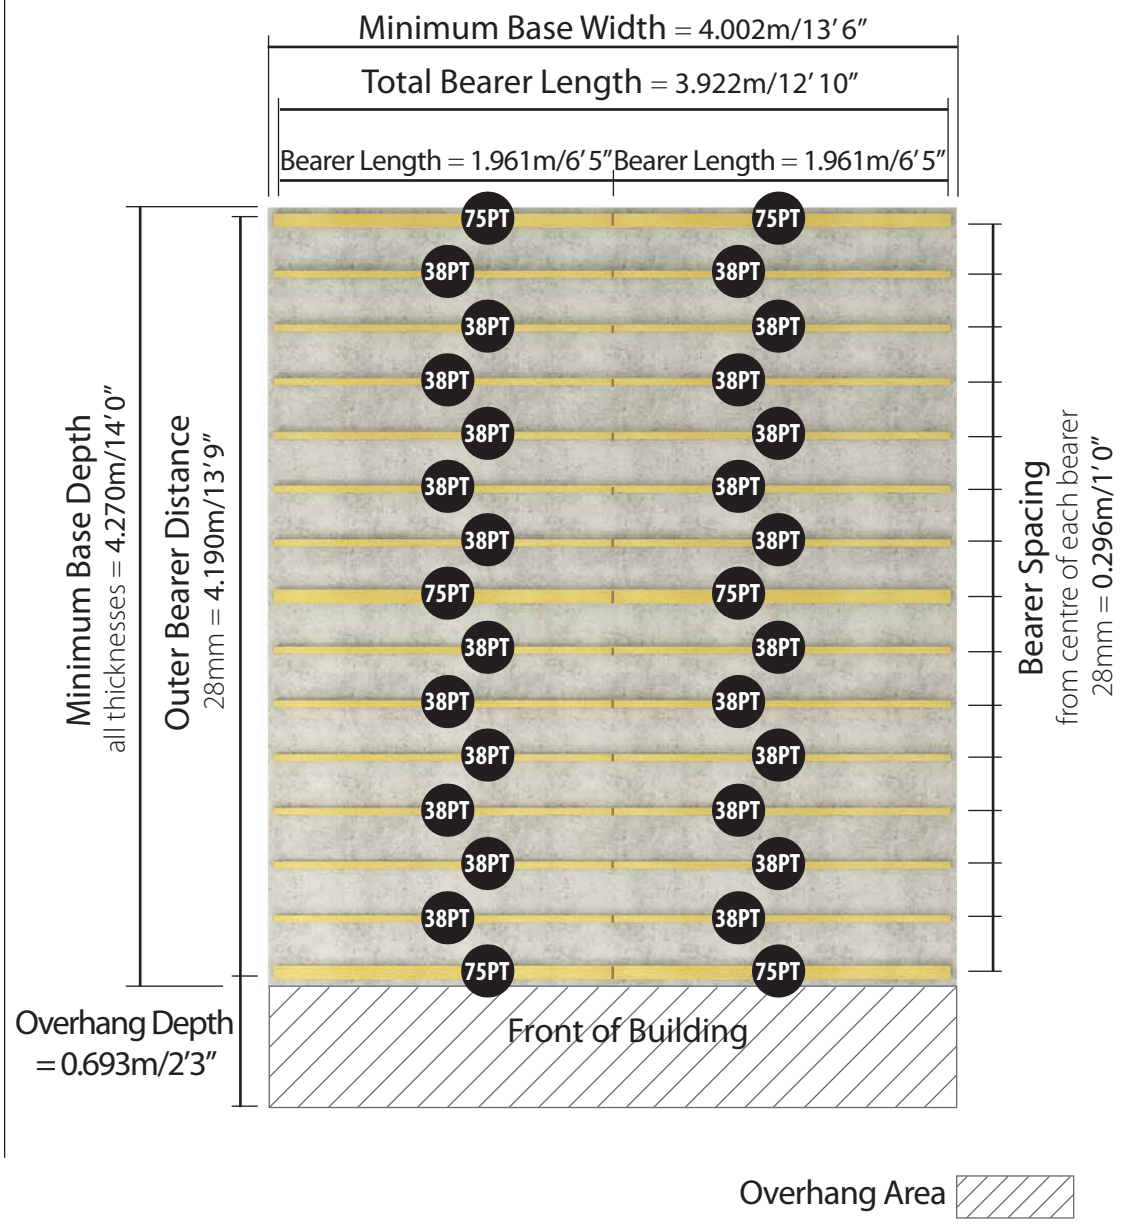 Minimum Base Width = 4.002m/13’ 6”
Total Bearer Length = 3.922m/12’ 10”
Bearer Length = 1.961m/6’ 5” Bearer Length = 1.961m/6’ 5”
75PT 75PT
38PT 38PT
38PT 38PT
38PT 38PT
38PT 38PT
38PT 38PT
38PT 38PT
75PT 75PT
38PT 38PT
38PT 38PT
38PT 38PT
38PT 38PT
38PT 38PT
38PT 38PT
75PT 75PT
Minimum Base Depth
all thicknesses = 4.270m/14’ 0”
Outer Bearer Distance
28mm = 4.190m/13’ 9”
Bearer Spacing
from centre of each bearer
28mm = 0.296m/1’ 0”
Overhang Depth
= 0.693m/2’3”
Front of Building
Overhang Area